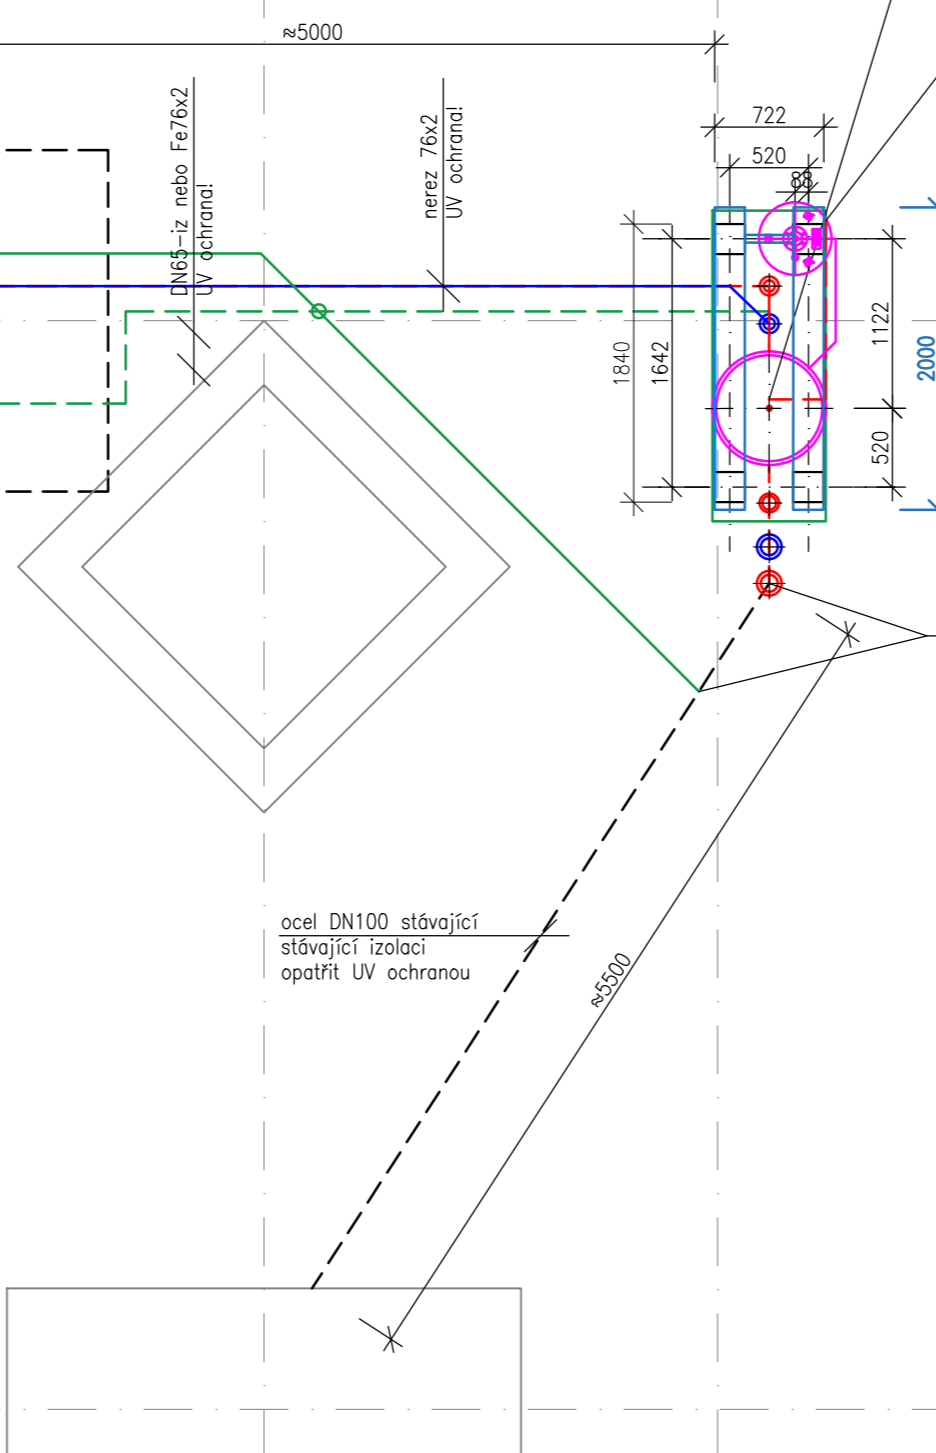 ≈5000
DN65-iz nebo Fe76x2
UV ochrana!
nerez 76x2
UV ochrana!
722
520
88
1840
1642
1122
2000
520
ocel DN100 stávající
stávající izolaci
opatřit UV ochranou
≈5500